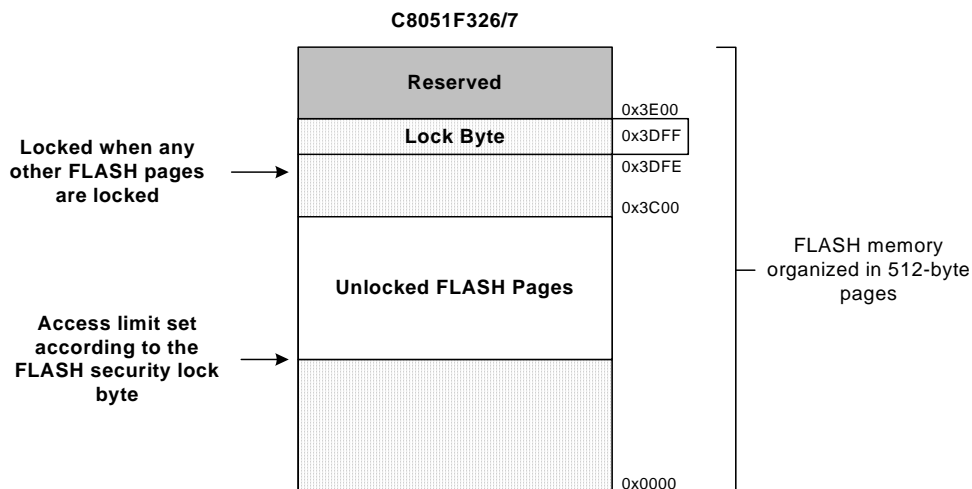 C8051F326/7
Reserved
0x3E00
Lock Byte
0x3DFF
Locked when any
other FLASH pages
are locked
0x3DFE
0x3C00
Unlocked FLASH Pages
FLASH memory
organized in 512-byte
pages
Access limit set
according to the
FLASH security lock
byte
0x0000